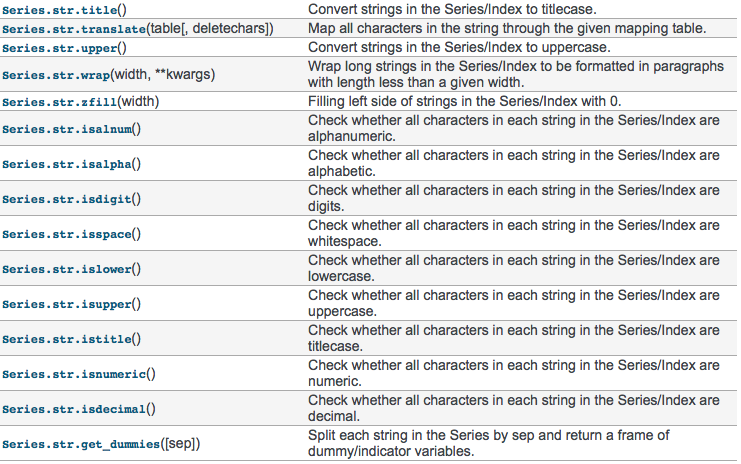 Series.str.title() Convert strings in the Series/Index to titlecase.
Series.str.translate(table[, deletechars]) Map all characters in the string through the given mapping table.
Series.str.upper() Convert strings in the Series/Index to uppercase.
Series.str.wrap(width, **kwargs) Wrap long strings in the Series/Index to be formatted in paragraphs
with length less than a given width.
Series.str.zfill(width) Filling left side of strings in the Series/Index with 0.
Series.str.isalnum() Check whether all characters in each string in the Series/Index are
alphanumeric.
Series.str.isalpha() Check whether all characters in each string in the Series/Index are
alphabetic.
Series.str.isdigit() Check whether all characters in each string in the Series/Index are
digits.
Series.str.isspace() Check whether all characters in each string in the Series/Index are
whitespace.
Series.str.islower() Check whether all characters in each string in the Series/Index are
lowercase.
Series.str.isupper() Check whether all characters in each string in the Series/Index are
uppercase.
Series.str.istitle() Check whether all characters in each string in the Series/Index are
titlecase.
Series.str.isnumeric() Check whether all characters in each string in the Series/Index are
numeric.
Series.str.isdecimal() Check whether all characters in each string in the Series/Index are
decimal.
Series.str.get_dummies([sep]) Split each string in the Series by sep and return a frame of
dummy/indicator variables.